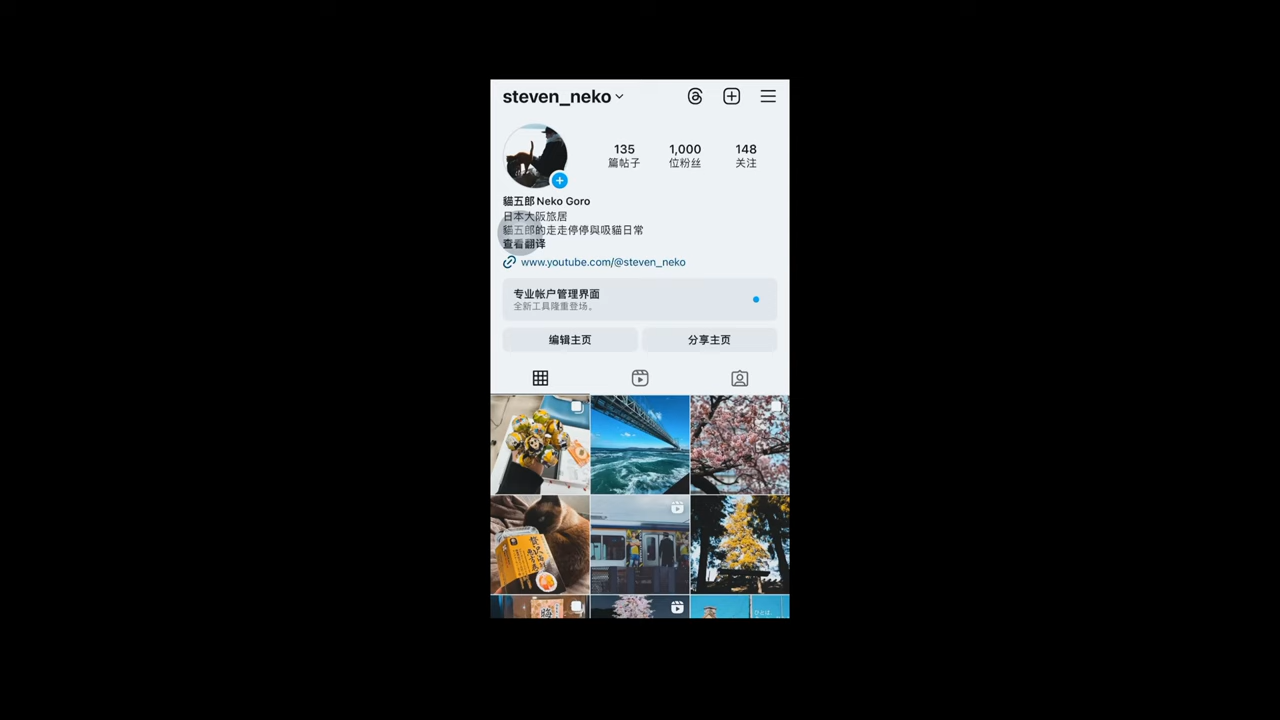 steven_neko
135
1,000
148
篇帖子
位粉丝
关注
貓五郎 Neko Goro
日本大阪旅居
貓五郎的走走停停與吸貓日常
查看翻译
www.youtube.com/@steven_neko
专业帐户管理界面
全新工具隆重登场。
编辑主页
分享主页